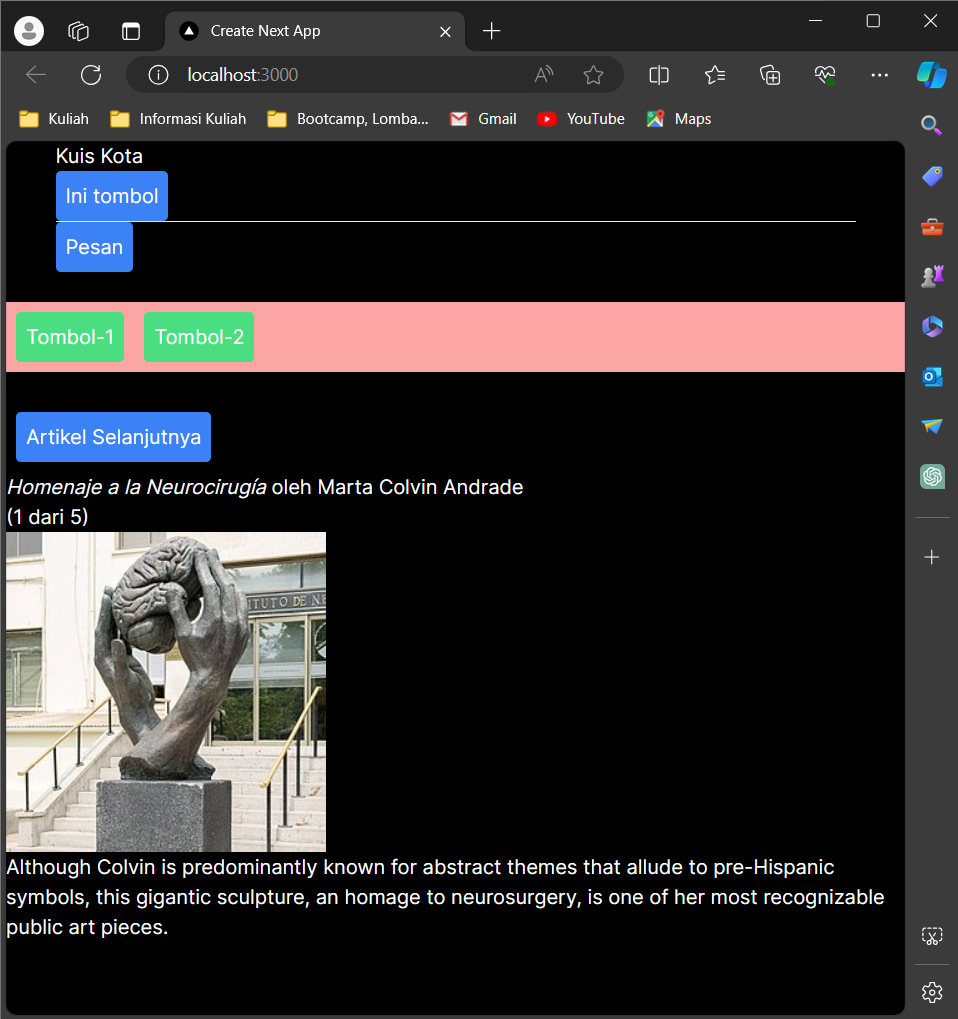 Create Next App
localhost:3000
Kuliah Informasi Kuliah Bootcamp, Lomba... Gmail YouTube Maps
Kuis Kota
Ini tombol
Pesan
Tombol-1 Tombol-2
Artikel Selanjutnya
Homenaje a la Neurocirugía oleh Marta Colvin Andrade
(1 dari 5)
ITUTO DE NE
Although Colvin is predominantly known for abstract themes that allude to pre-Hispanic
symbols, this gigantic sculpture, an homage to neurosurgery, is one of her most recognizable
public art pieces.